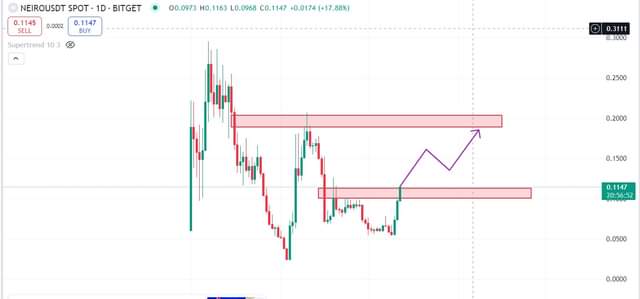 NEIROUSDT SPOT · 1D · BITGET O0.0973 H0.1163 L0.0968 C0.1147 +0.0174 (+17.88%)
0.1145 0.0002 0.1147
SELL BUY
Supertrend 10 3
0.3111
0.3000
0.2500
0.2000
0.1500
0.1147
20:56:52
0.1000
0.0500
0.0000